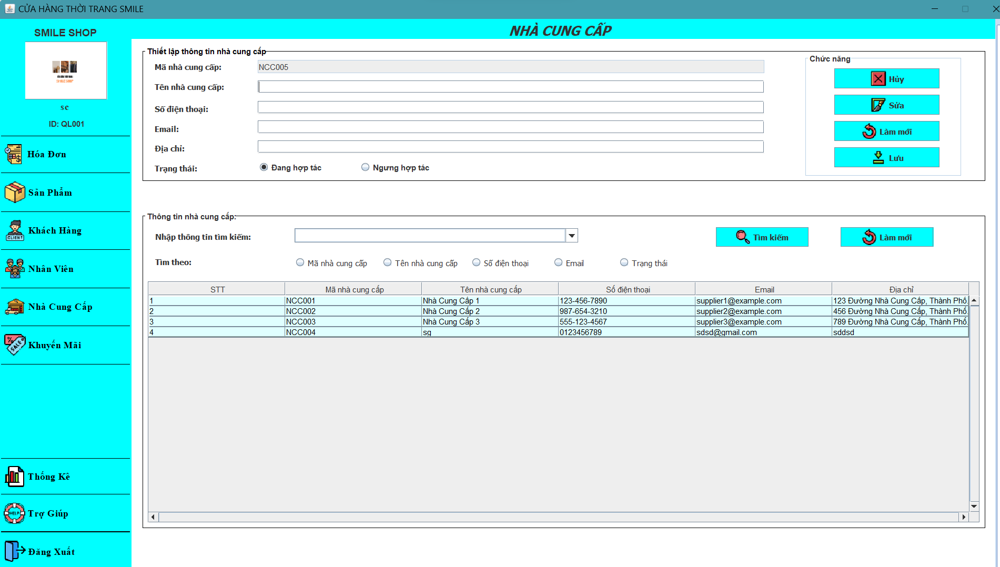 CỬA HÀNG THỜI TRANG SMILE
SMILE SHOP
SMILE SHOP
sc
ID: QL001
Hóa Đơn
Sản Phẩm
CLIENT
Khách Hàng
Nhân Viên
Nhà Cung Cấp
% SALE
Khuyến Mãi
Thống Kê
HELP
Trợ Giúp
Đăng Xuất
NHÀ CUNG CẤP
Thiết lập thông tin nhà cung cấp
Mã nhà cung cấp: NCC005
Tên nhà cung cấp:
Số điện thoại:
Email:
Địa chỉ:
Trạng thái: Đang hợp tác Ngưng hợp tác
Chức năng
Hủy
Sửa
Làm mới
Lưu
Thông tin nhà cung cấp:
Nhập thông tin tìm kiếm: Tìm kiếm Làm mới
Tìm theo: Mã nhà cung cấp Tên nhà cung cấp Số điện thoại Email Trạng thái
STT Mã nhà cung cấp Tên nhà cung cấp Số điện thoại Email Địa chỉ
1 NCC001 Nhà Cung Cấp 1 123-456-7890 supplier1@example.com 123 Đường Nhà Cung Cấp, Thành Phố.
2 NCC002 Nhà Cung Cấp 2 987-654-3210 supplier2@example.com 456 Đường Nhà Cung Cấp, Thành Phố.
3 NCC003 Nhà Cung Cấp 3 555-123-4567 supplier3@example.com 789 Đường Nhà Cung Cấp, Thành Phố.
4 NCC004 sg 0123456789 sdsd@gmail.com sddsd